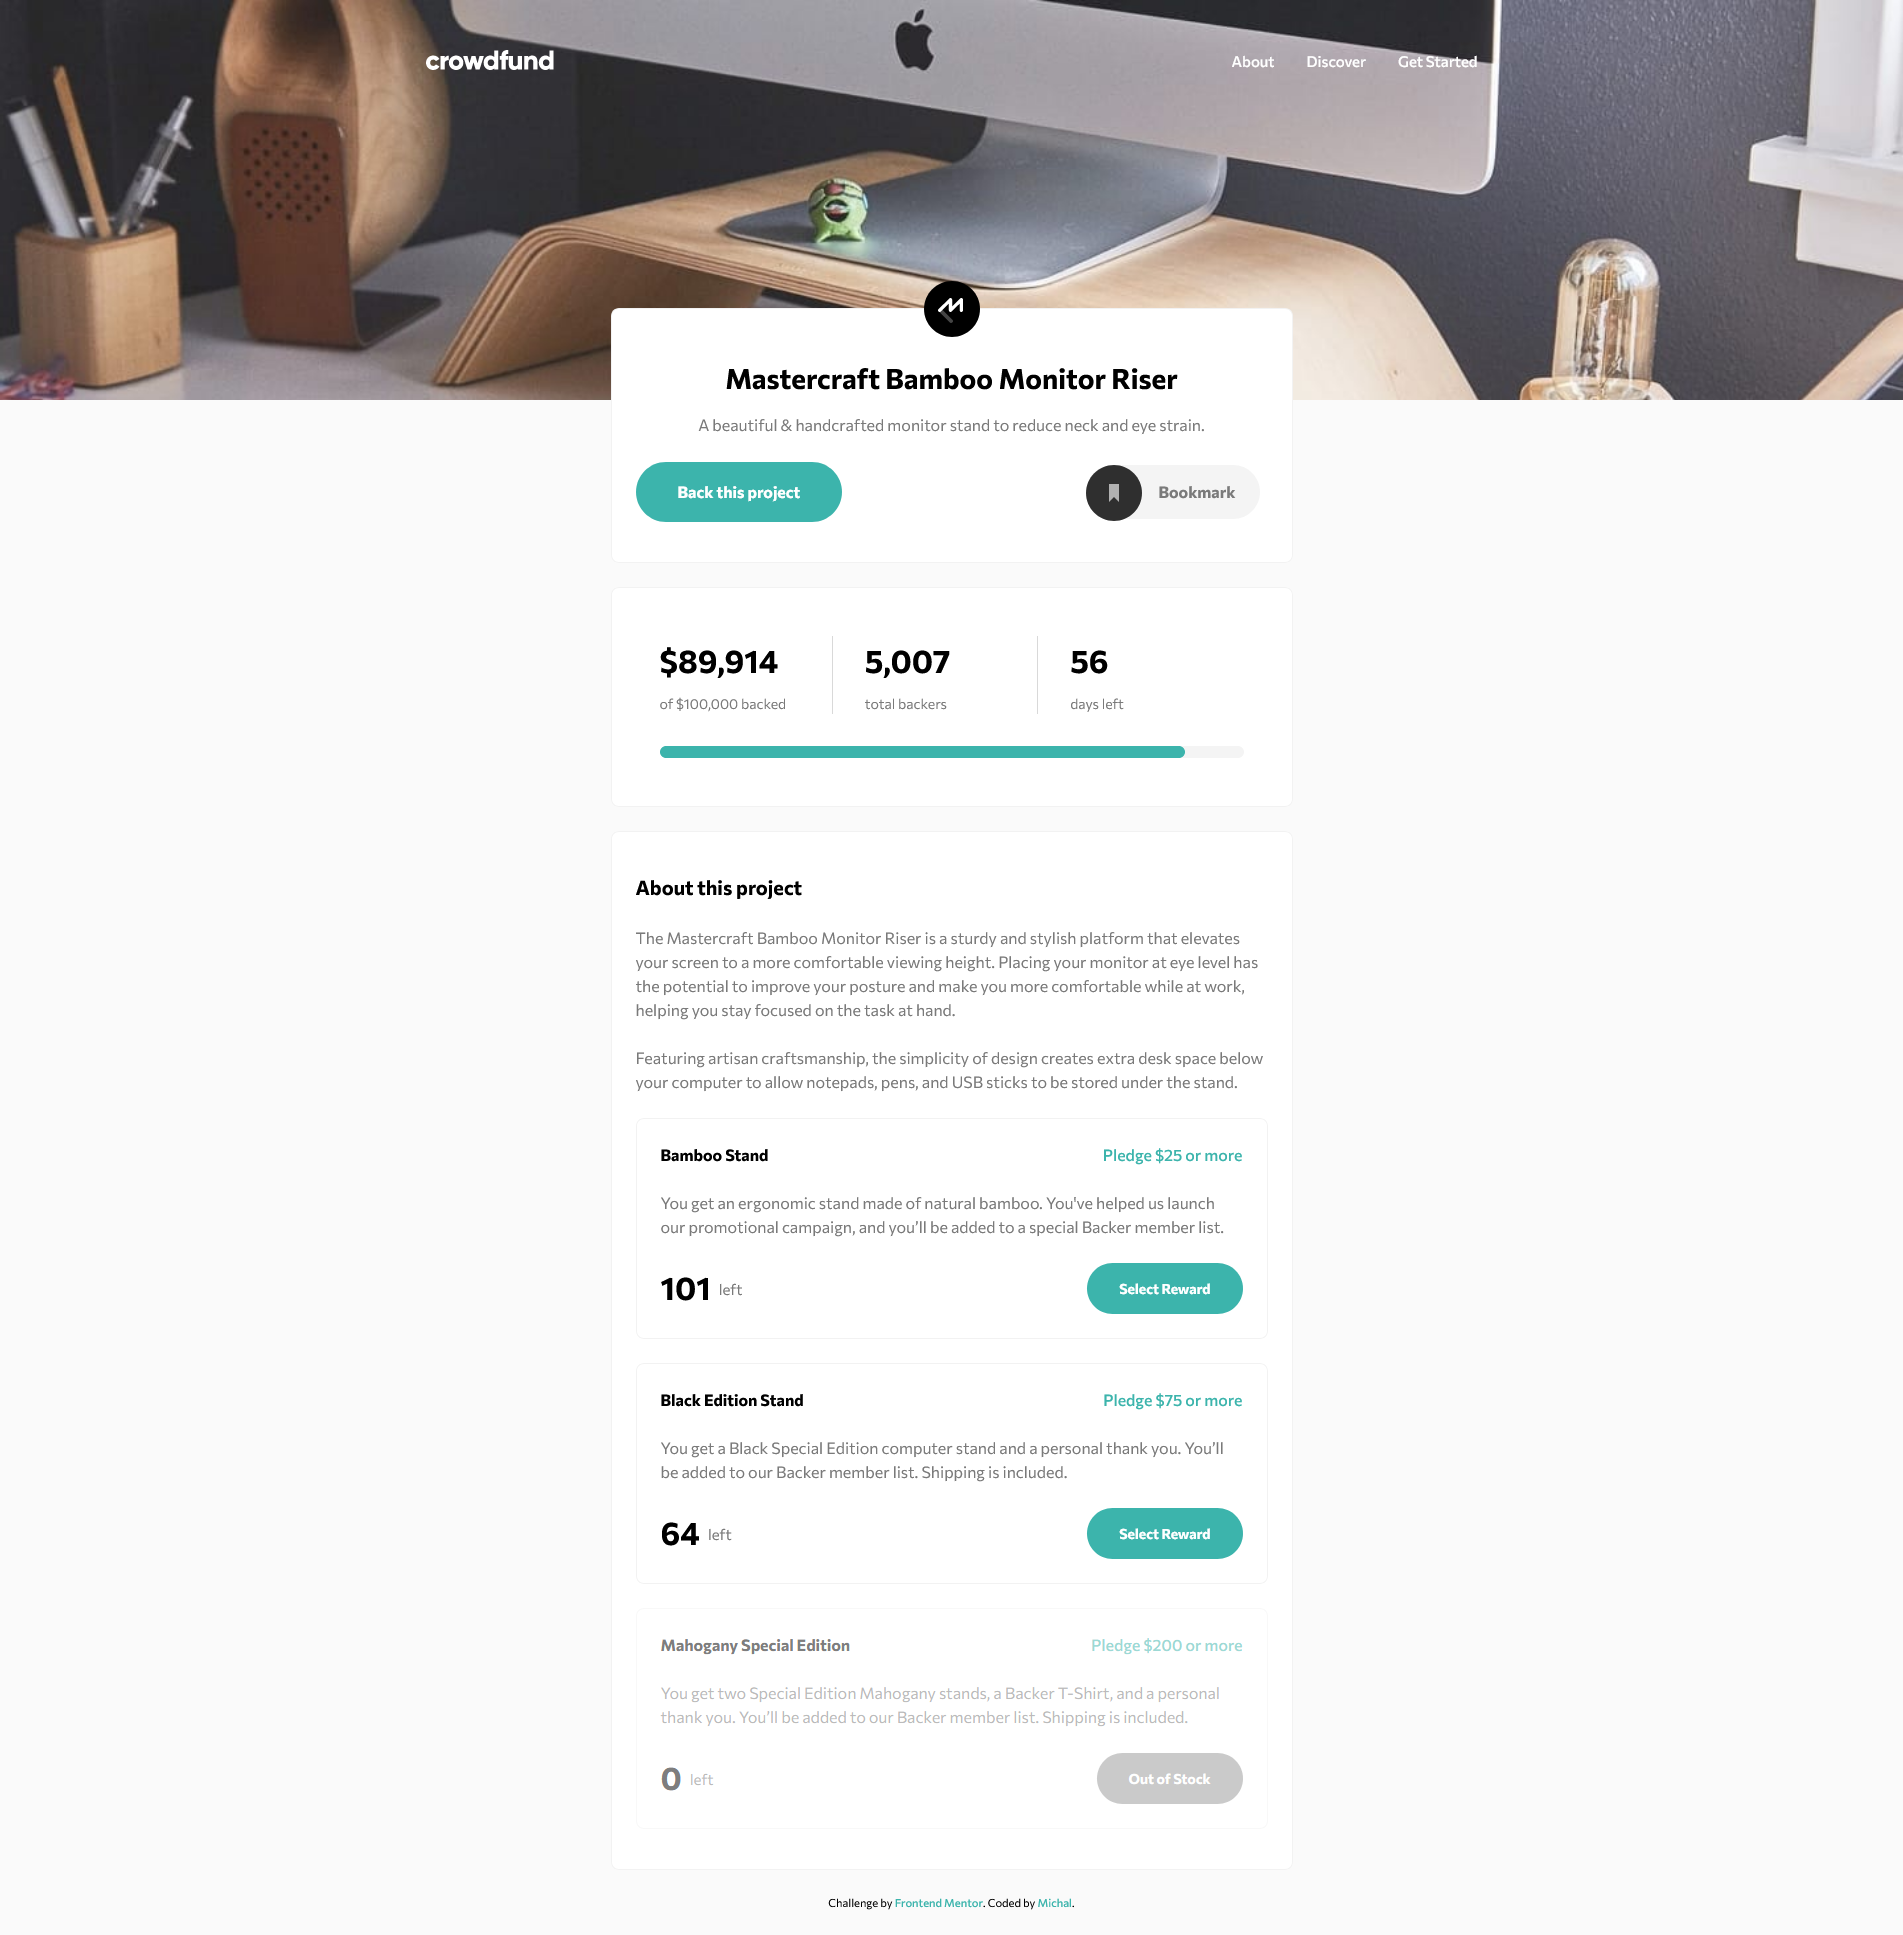 crowdfund
About Discover Get Started
Mastercraft Bamboo Monitor Riser
A beautiful & handcrafted monitor stand to reduce neck and eye strain.
Back this project
Bookmark
$89,914
of $100,000 backed
5,007
total backers
56
days left
About this project
The Mastercraft Bamboo Monitor Riser is a sturdy and stylish platform that elevates
your screen to a more comfortable viewing height. Placing your monitor at eye level has
the potential to improve your posture and make you more comfortable while at work,
helping you stay focused on the task at hand.
Featuring artisan craftsmanship, the simplicity of design creates extra desk space below
your computer to allow notepads, pens, and USB sticks to be stored under the stand.
Bamboo Stand
Pledge $25 or more
You get an ergonomic stand made of natural bamboo. You've helped us launch
our promotional campaign, and you’ll be added to a special Backer member list.
101 left
Select Reward
Black Edition Stand
Pledge $75 or more
You get a Black Special Edition computer stand and a personal thank you. You’ll
be added to our Backer member list. Shipping is included.
64 left
Select Reward
Mahogany Special Edition
Pledge $200 or more
You get two Special Edition Mahogany stands, a Backer T-Shirt, and a personal
thank you. You’ll be added to our Backer member list. Shipping is included.
0 left
Out of Stock
Challenge by Frontend Mentor. Coded by Michal.